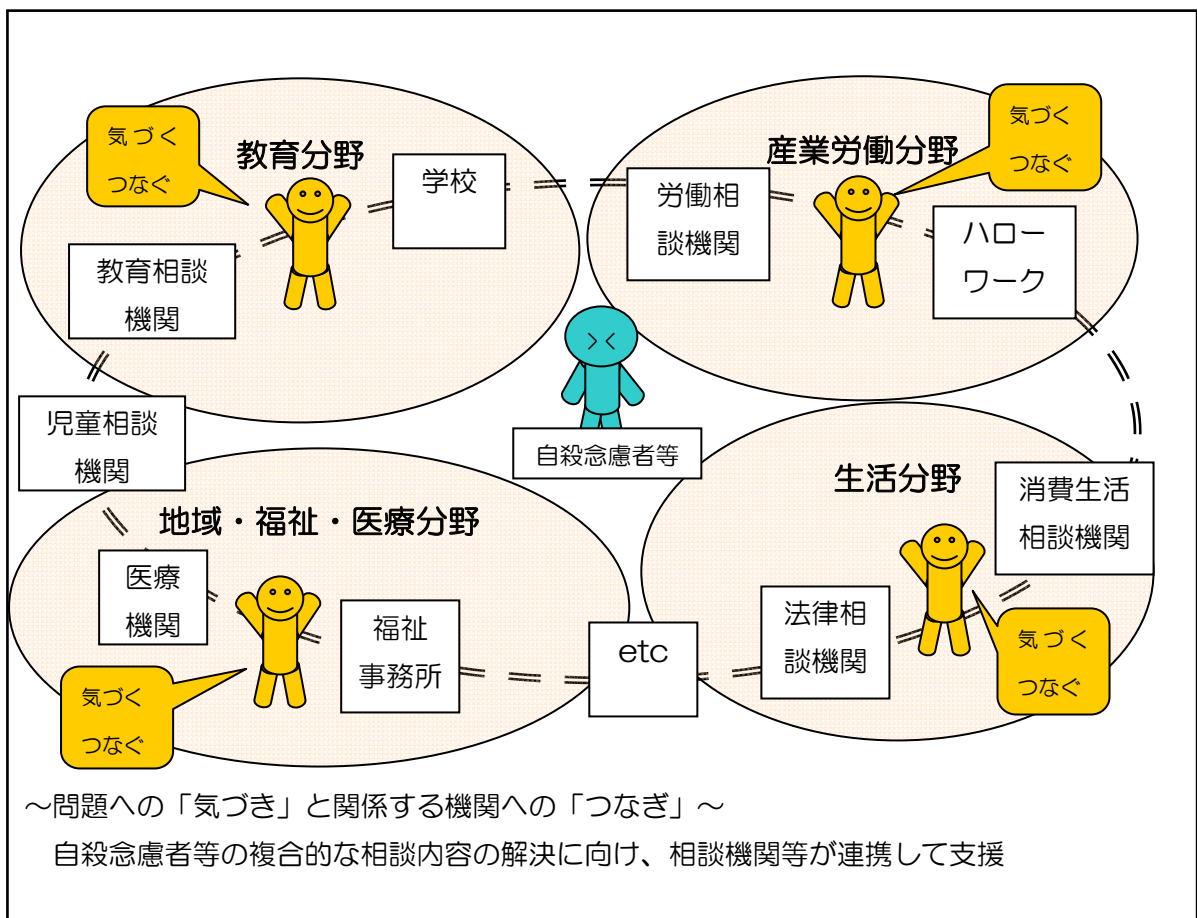 気づく
つなぐ
教育分野
学校
教育相談
機関
産業労働分野
気づく
つなぐ
労働相
談機関
ハロー
ワーク
児童相談
機関
自殺念慮者等
地域・福祉・医療分野
医療
機関
福祉
事務所
気づく
つなぐ
etc
生活分野
消費生活
相談機関
法律相
談機関
気づく
つなぐ
～問題への「気づき」と関係する機関への「つなぎ」～
自殺念慮者等の複合的な相談内容の解決に向け、相談機関等が連携して支援